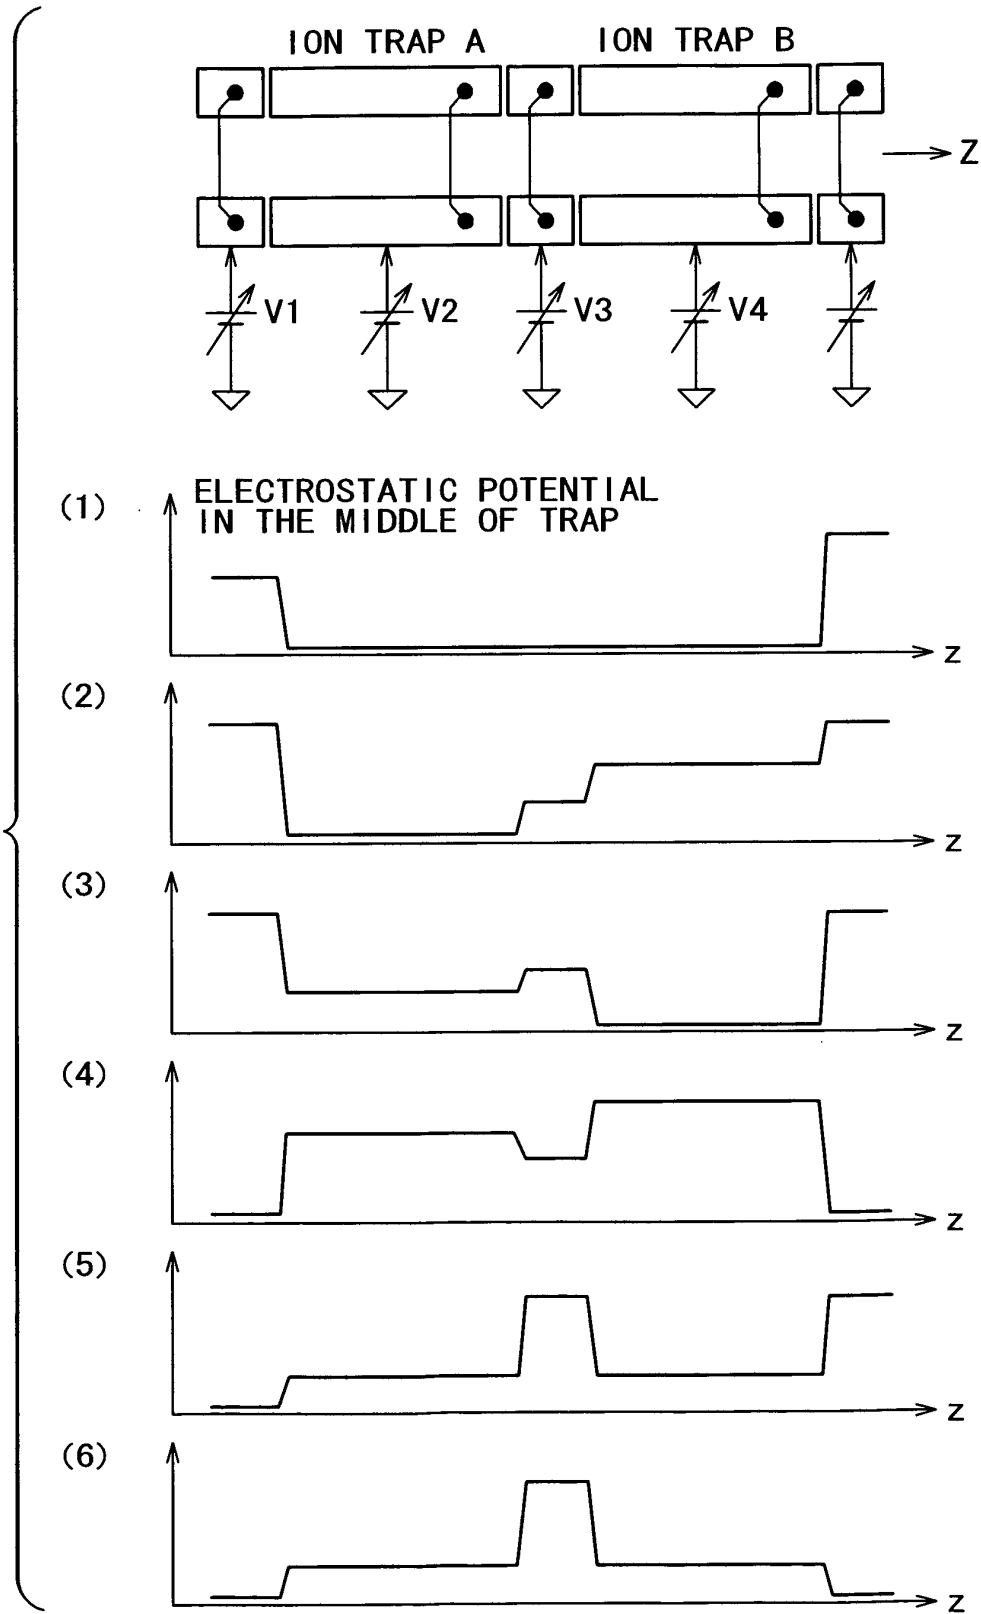 ION TRAP A ION TRAP B
Z
V1 V2 V3 V4
(1) ELECTROSTATIC POTENTIAL
IN THE MIDDLE OF TRAP
z
(2)
z
(3)
z
(4)
z
(5)
z
(6)
z